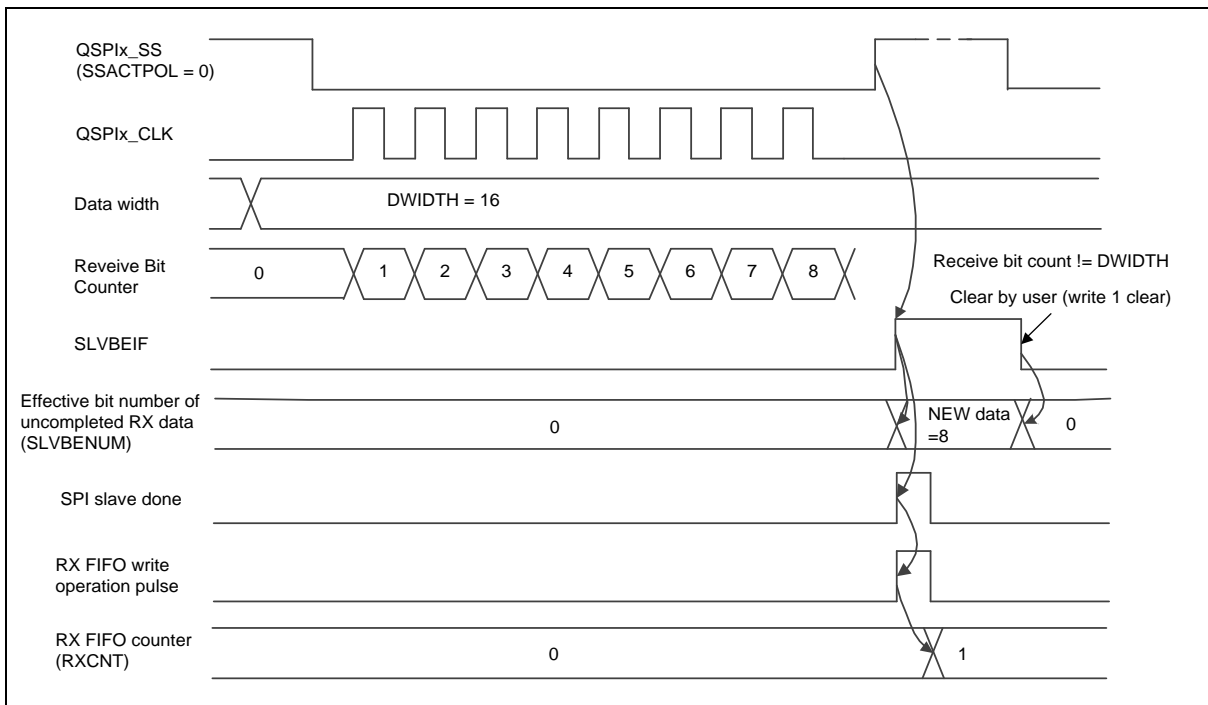 QSPIx_SS
(SSACTPOL = 0)
QSPIx_CLK
Data width
DWIDTH = 16
Reveive Bit
Counter
0
1
2
3
4
5
6
7
8
Receive bit count != DWIDTH
Clear by user (write 1 clear)
SLVBEIF
Effective bit number of
uncompleted RX data
(SLVBENUM)
0
NEW data
=8
0
SPI slave done
RX FIFO write
operation pulse
RX FIFO counter
(RXCNT)
0
1